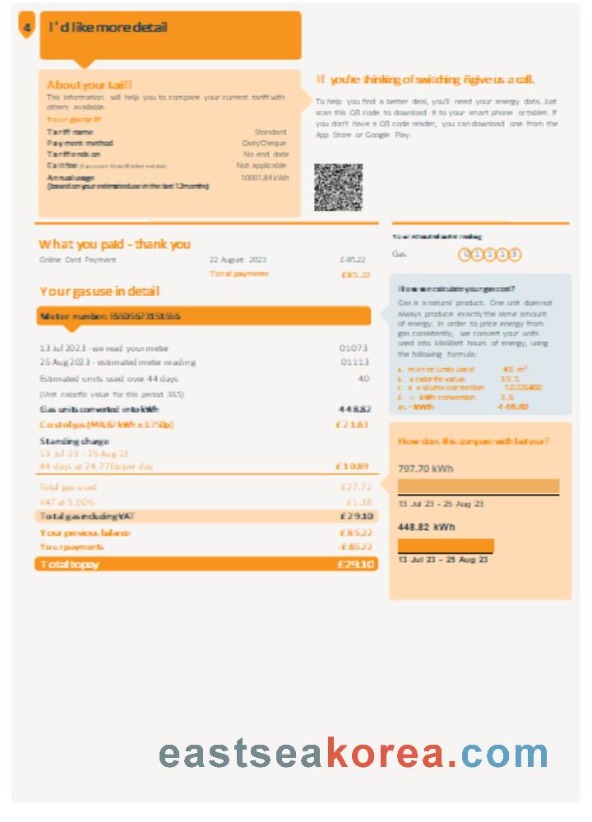 4
I'd like more detail
About your tariff
This information will help you to compare your current tariff with
others available.
Your gas tariff
Tariff name Standard
Payment method Cash/Cheque
Tariff ends on No end date
Exit fee Not applicable
Annual usage 10001.84 kWh
(based on your estimated use in the last 12 months)
If you're thinking of switching give us a call.
To help you find a better deal, you'll need your energy data. Just
scan this QR code to download it to your smart phone or tablet. If
you don't have a QR code reader, you can download one from the
App Store or Google Play.
What you paid - thank you
Online Card Payment 22 August 2023 £-85.22
Total payments £85.22
Your gas use in detail
Meter number:
13 Jul 2023 - we read your meter 01073
25 Aug 2023 - estimated meter reading 01113
Estimated units used over 44 days 40
(Unit calorific value for this period 39.5)
Gas units converted into kWh 448.82
Cost of gas (448.82 kWh x 3.750p) £21.83
Standing charge
13 Jul 23 - 25 Aug 23
44 days at 24.770p per day £10.89
Total gas used £27.72
VAT at 5.00% £1.38
Total gas including VAT £29.10
Your previous balance £85.22
Your payments -£85.22
Total to pay £29.10
Your estimated meter reading
Gas 0 1 1 1 3
How we calculate your gas cost?
Gas is a natural product. One unit does not
always produce exactly the same amount
of energy. In order to price energy from
gas consistently, we convert your units
used into kiloWatt hours of energy, using
the following formula:
metric units used 40 m³
x calorific value 39.5
x volume correction 1.0226400
kWh conversion 3.6
= kWh 448.82
How does this compare with last year?
797.70 kWh
13 Jul 23 - 25 Aug 23
448.82 kWh
13 Jul 23 - 25 Aug 23
eastseakorea.com